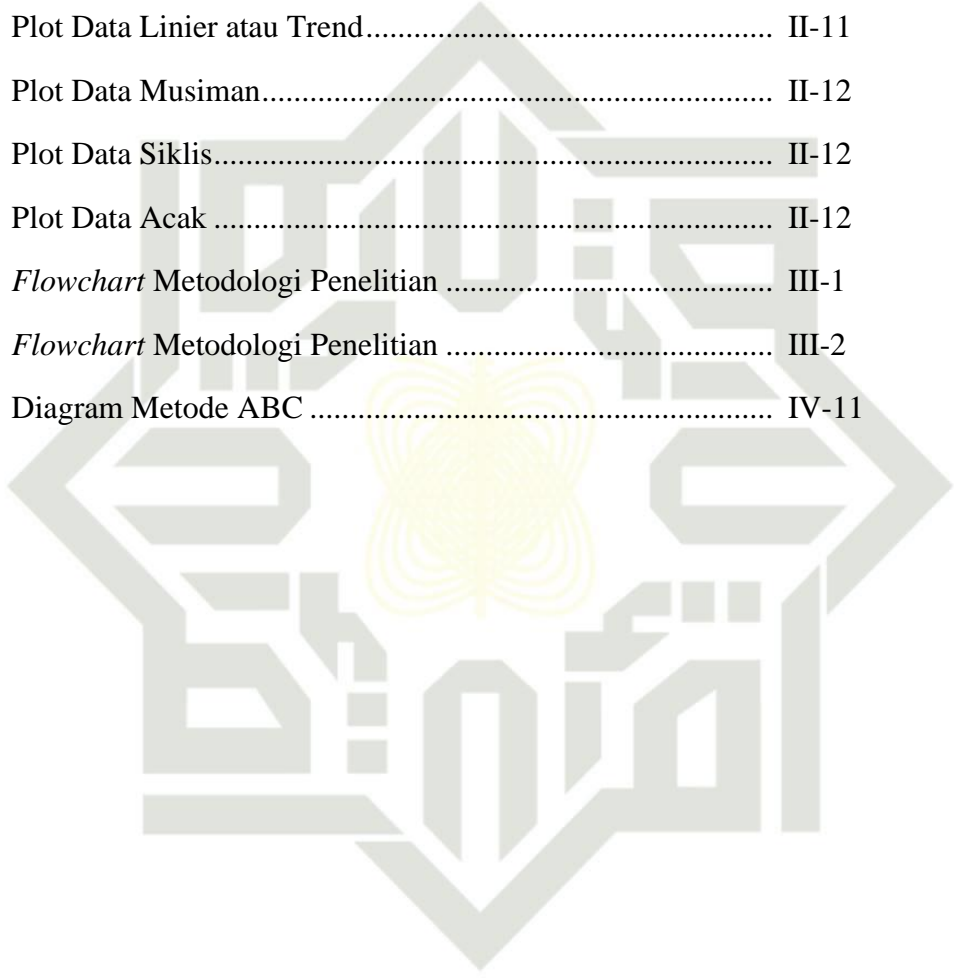 Plot Data Linier atau Trend................................................... II-11
Plot Data Musiman................................................................ II-12
Plot Data Siklis...................................................................... II-12
Plot Data Acak ...................................................................... II-12
Flowchart Metodologi Penelitian ......................................... III-1
Flowchart Metodologi Penelitian ......................................... III-2
Diagram Metode ABC .......................................................... IV-11